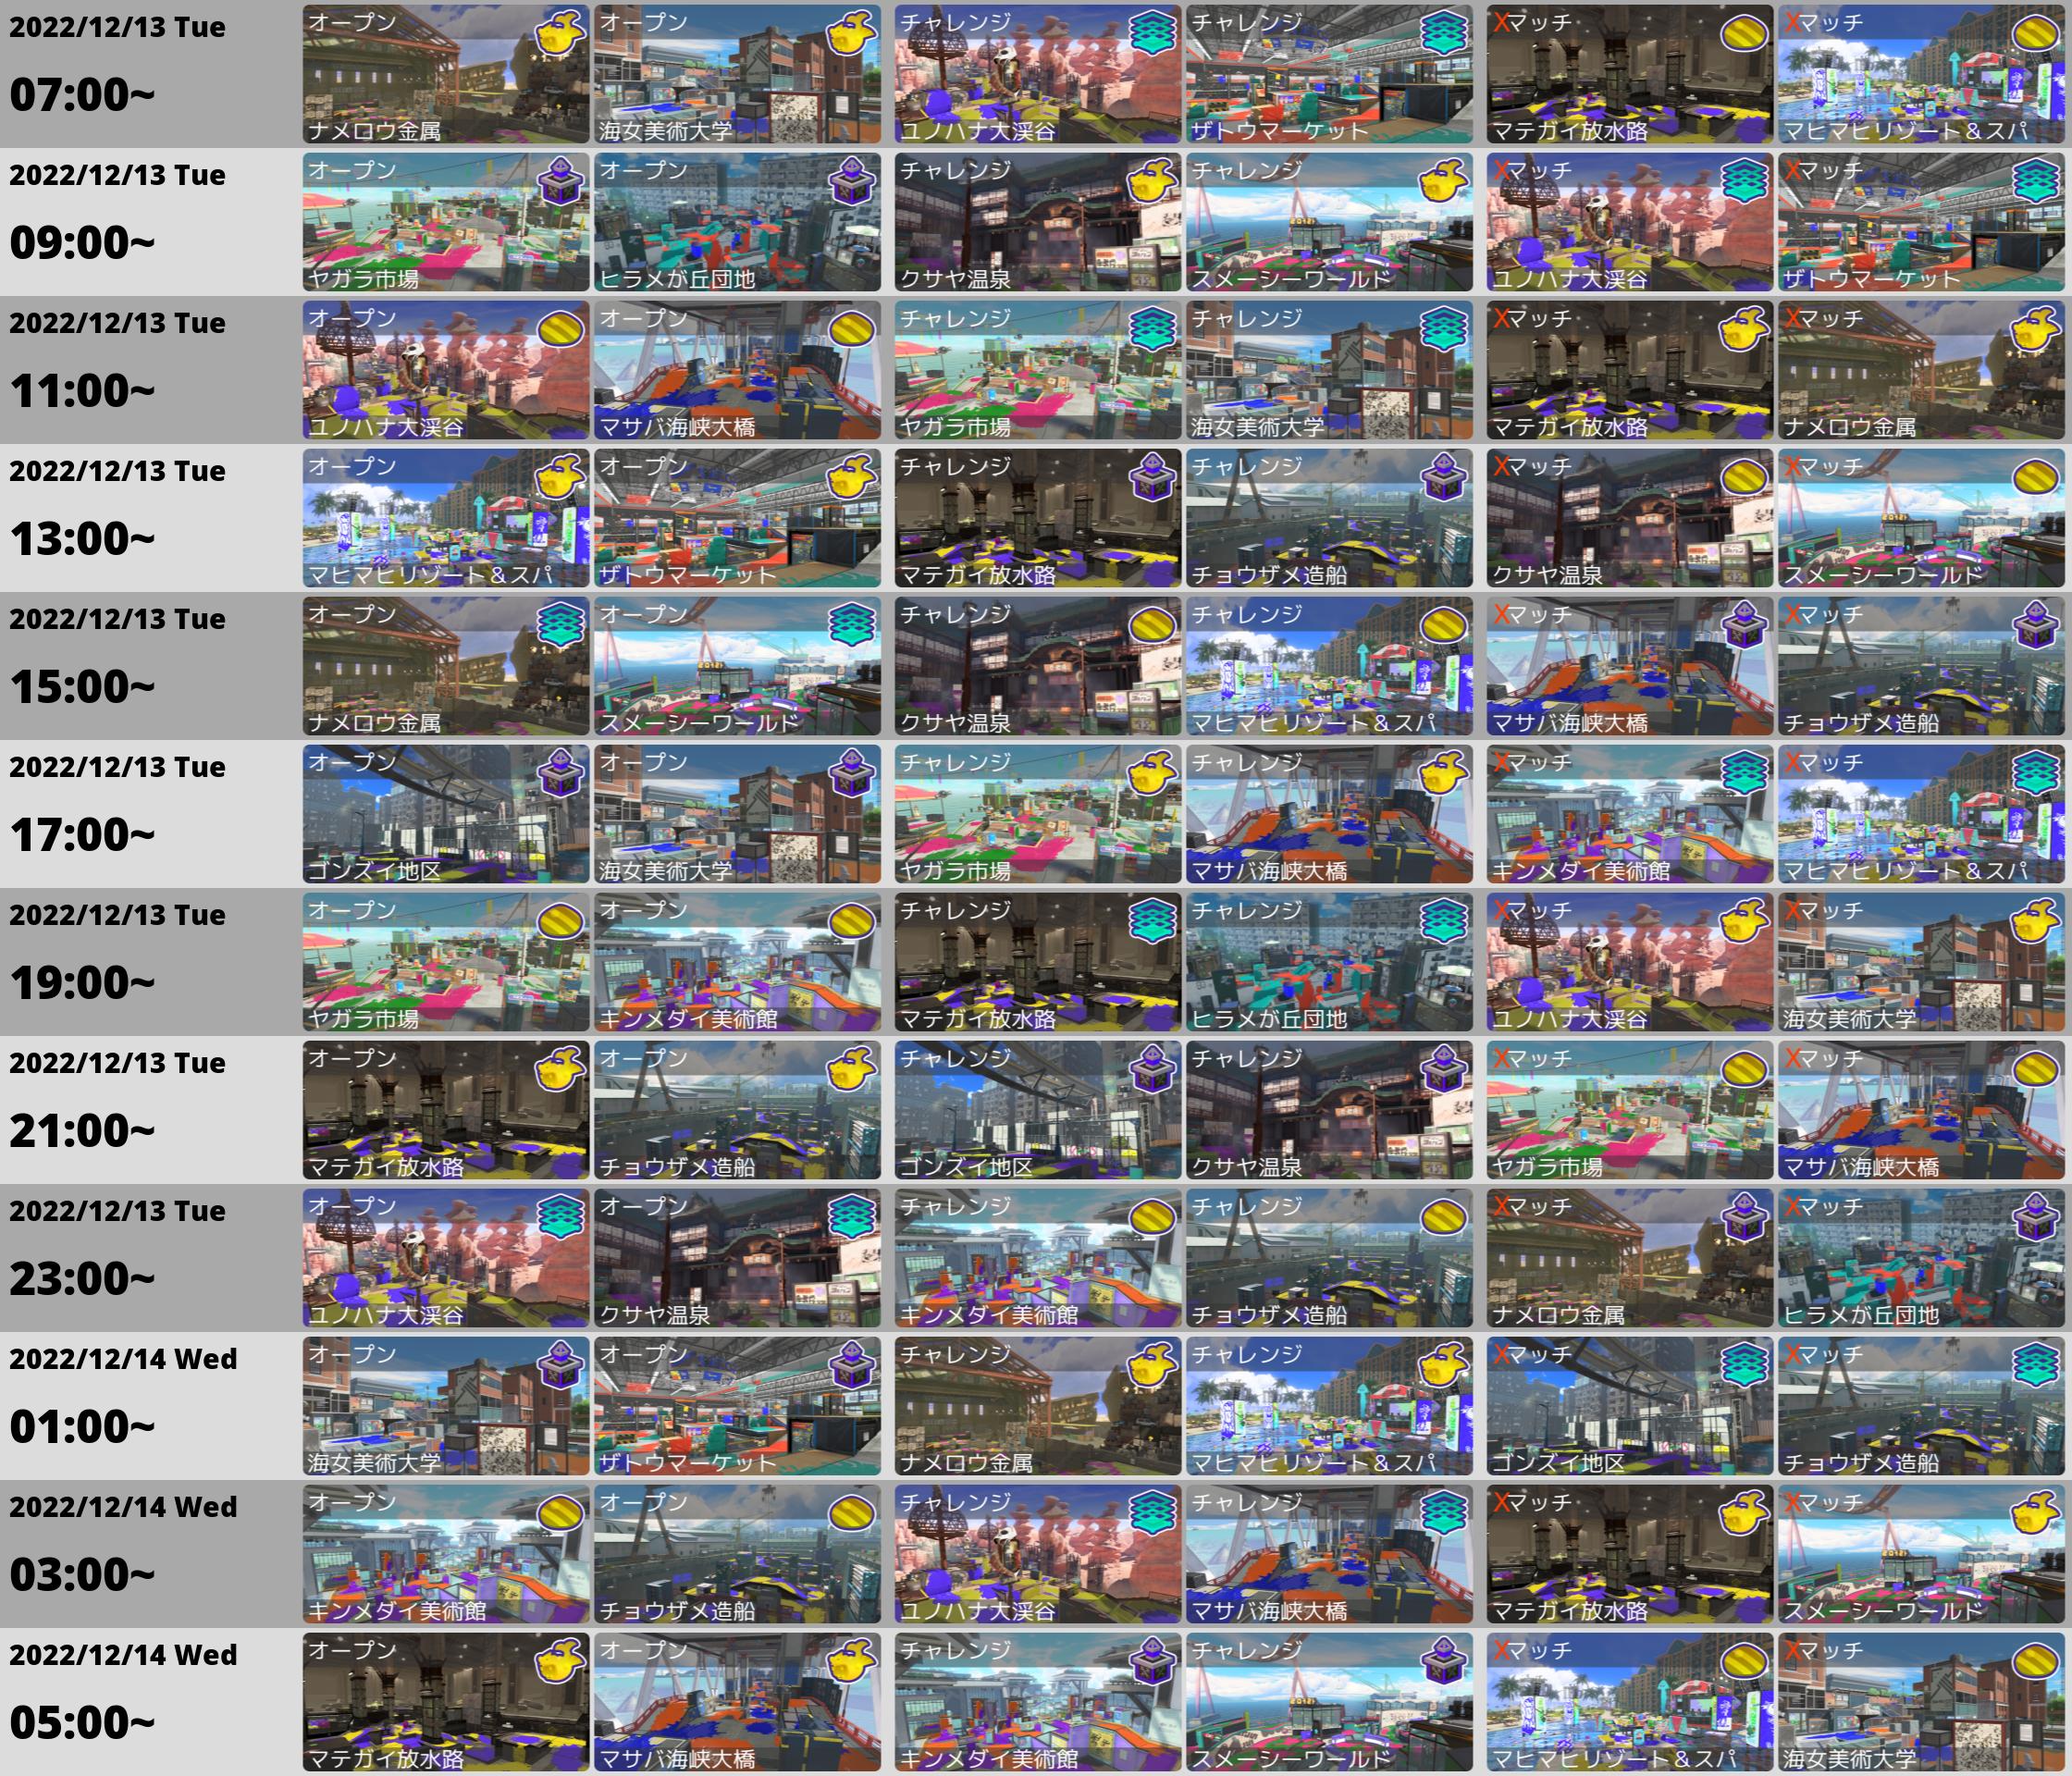 2022/12/13 Tue
07:00~
オープン オープン チャレンジ チャレンジ Xマッチ Xマッチ
ナメロウ金属 海女美術大学 ユノハナ大渓谷 ザトウマーケット マテガイ放水路 マヒマヒリゾート＆スパ
2022/12/13 Tue
09:00~
オープン オープン チャレンジ チャレンジ Xマッチ Xマッチ
ヤガラ市場 ヒラメが丘団地 クサヤ温泉 スメーシーワールド ユノハナ大渓谷 ザトウマーケット
2022/12/13 Tue
11:00~
オープン オープン チャレンジ チャレンジ Xマッチ Xマッチ
ユノハナ大渓谷 マサバ海峡大橋 ヤガラ市場 海女美術大学 マテガイ放水路 ナメロウ金属
2022/12/13 Tue
13:00~
オープン オープン チャレンジ チャレンジ Xマッチ Xマッチ
マヒマヒリゾート＆スパ ザトウマーケット マテガイ放水路 チョウザメ造船 クサヤ温泉 スメーシーワールド
2022/12/13 Tue
15:00~
オープン オープン チャレンジ チャレンジ Xマッチ Xマッチ
ナメロウ金属 スメーシーワールド クサヤ温泉 マヒマヒリゾート＆スパ マサバ海峡大橋 チョウザメ造船
2022/12/13 Tue
17:00~
オープン オープン チャレンジ チャレンジ Xマッチ Xマッチ
ゴンズイ地区 海女美術大学 ヤガラ市場 マサバ海峡大橋 キンメダイ美術館 マヒマヒリゾート＆スパ
2022/12/13 Tue
19:00~
オープン オープン チャレンジ チャレンジ Xマッチ Xマッチ
ヤガラ市場 キンメダイ美術館 マテガイ放水路 ヒラメが丘団地 ユノハナ大渓谷 海女美術大学
2022/12/13 Tue
21:00~
オープン オープン チャレンジ チャレンジ Xマッチ Xマッチ
マテガイ放水路 チョウザメ造船 ゴンズイ地区 クサヤ温泉 ヤガラ市場 マサバ海峡大橋
2022/12/13 Tue
23:00~
オープン オープン チャレンジ チャレンジ Xマッチ Xマッチ
ユノハナ大渓谷 クサヤ温泉 キンメダイ美術館 チョウザメ造船 ナメロウ金属 ヒラメが丘団地
2022/12/14 Wed
01:00~
オープン オープン チャレンジ チャレンジ Xマッチ Xマッチ
海女美術大学 ザトウマーケット ナメロウ金属 マヒマヒリゾート＆スパ ゴンズイ地区 チョウザメ造船
2022/12/14 Wed
03:00~
オープン オープン チャレンジ チャレンジ Xマッチ Xマッチ
キンメダイ美術館 チョウザメ造船 ユノハナ大渓谷 マサバ海峡大橋 マテガイ放水路 スメーシーワールド
2022/12/14 Wed
05:00~
オープン オープン チャレンジ チャレンジ Xマッチ Xマッチ
マテガイ放水路 マサバ海峡大橋 キンメダイ美術館 スメーシーワールド マヒマヒリゾート＆スパ 海女美術大学